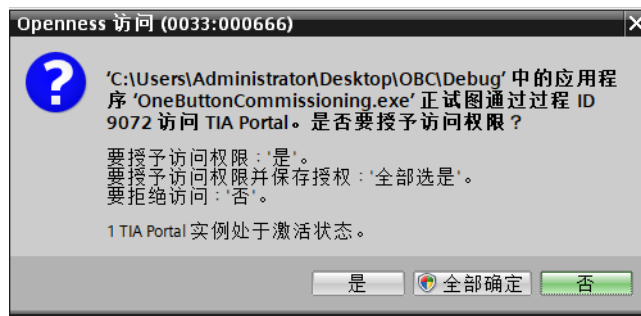 Openness 访问 (0033:000666)
'C:\Users\Administrator\Desktop\OBC\Debug' 中的应用程
序 'OneButtonCommissioning.exe' 正试图通过过程 ID
9072 访问 TIA Portal。是否要授予访问权限？
要授予访问权限：'是'。
要授予访问权限并保存授权：'全部选是'。
要拒绝访问：'否'。
1 TIA Portal 实例处于激活状态。
是 全部确定 否